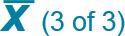 x̄ (3 of 3)